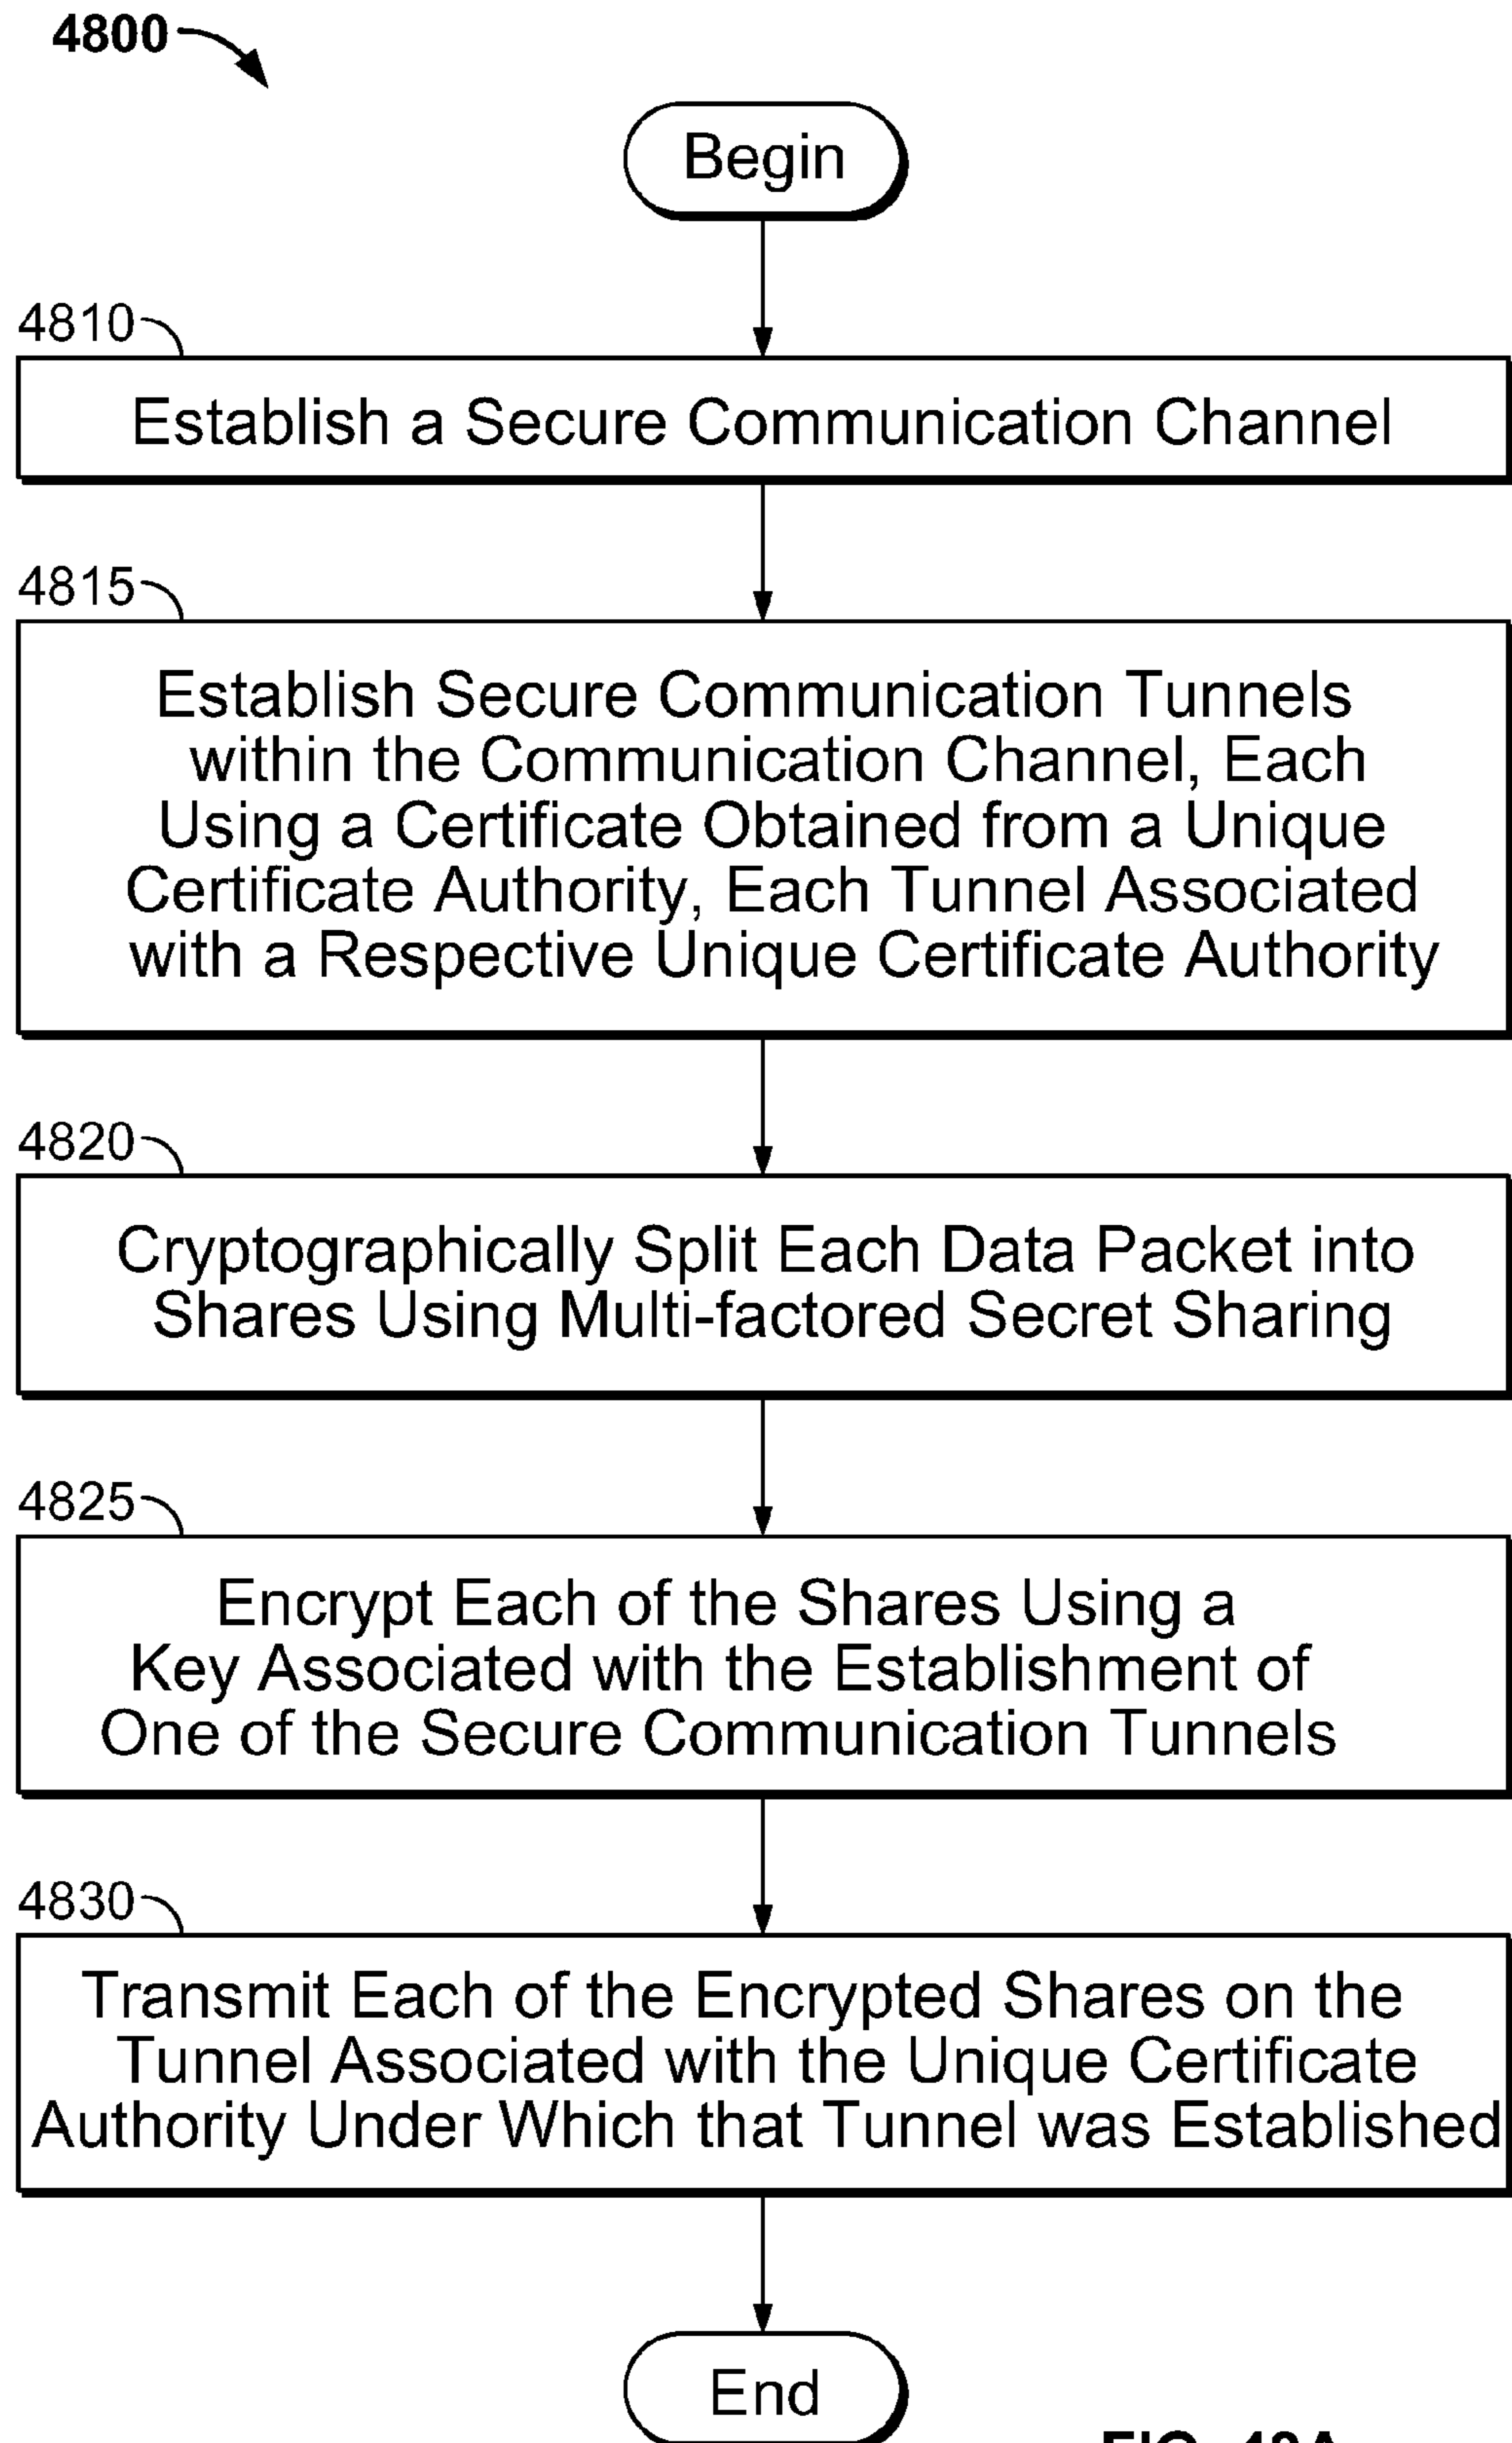 4800
Begin
4810
Establish a Secure Communication Channel
4815
Establish Secure Communication Tunnels
within the Communication Channel, Each
Using a Certificate Obtained from a Unique
Certificate Authority, Each Tunnel Associated
with a Respective Unique Certificate Authority
4820
Cryptographically Split Each Data Packet into
Shares Using Multi-factored Secret Sharing
4825
Encrypt Each of the Shares Using a
Key Associated with the Establishment of
One of the Secure Communication Tunnels
4830
Transmit Each of the Encrypted Shares on the
Tunnel Associated with the Unique Certificate
Authority Under Which that Tunnel was Established
End